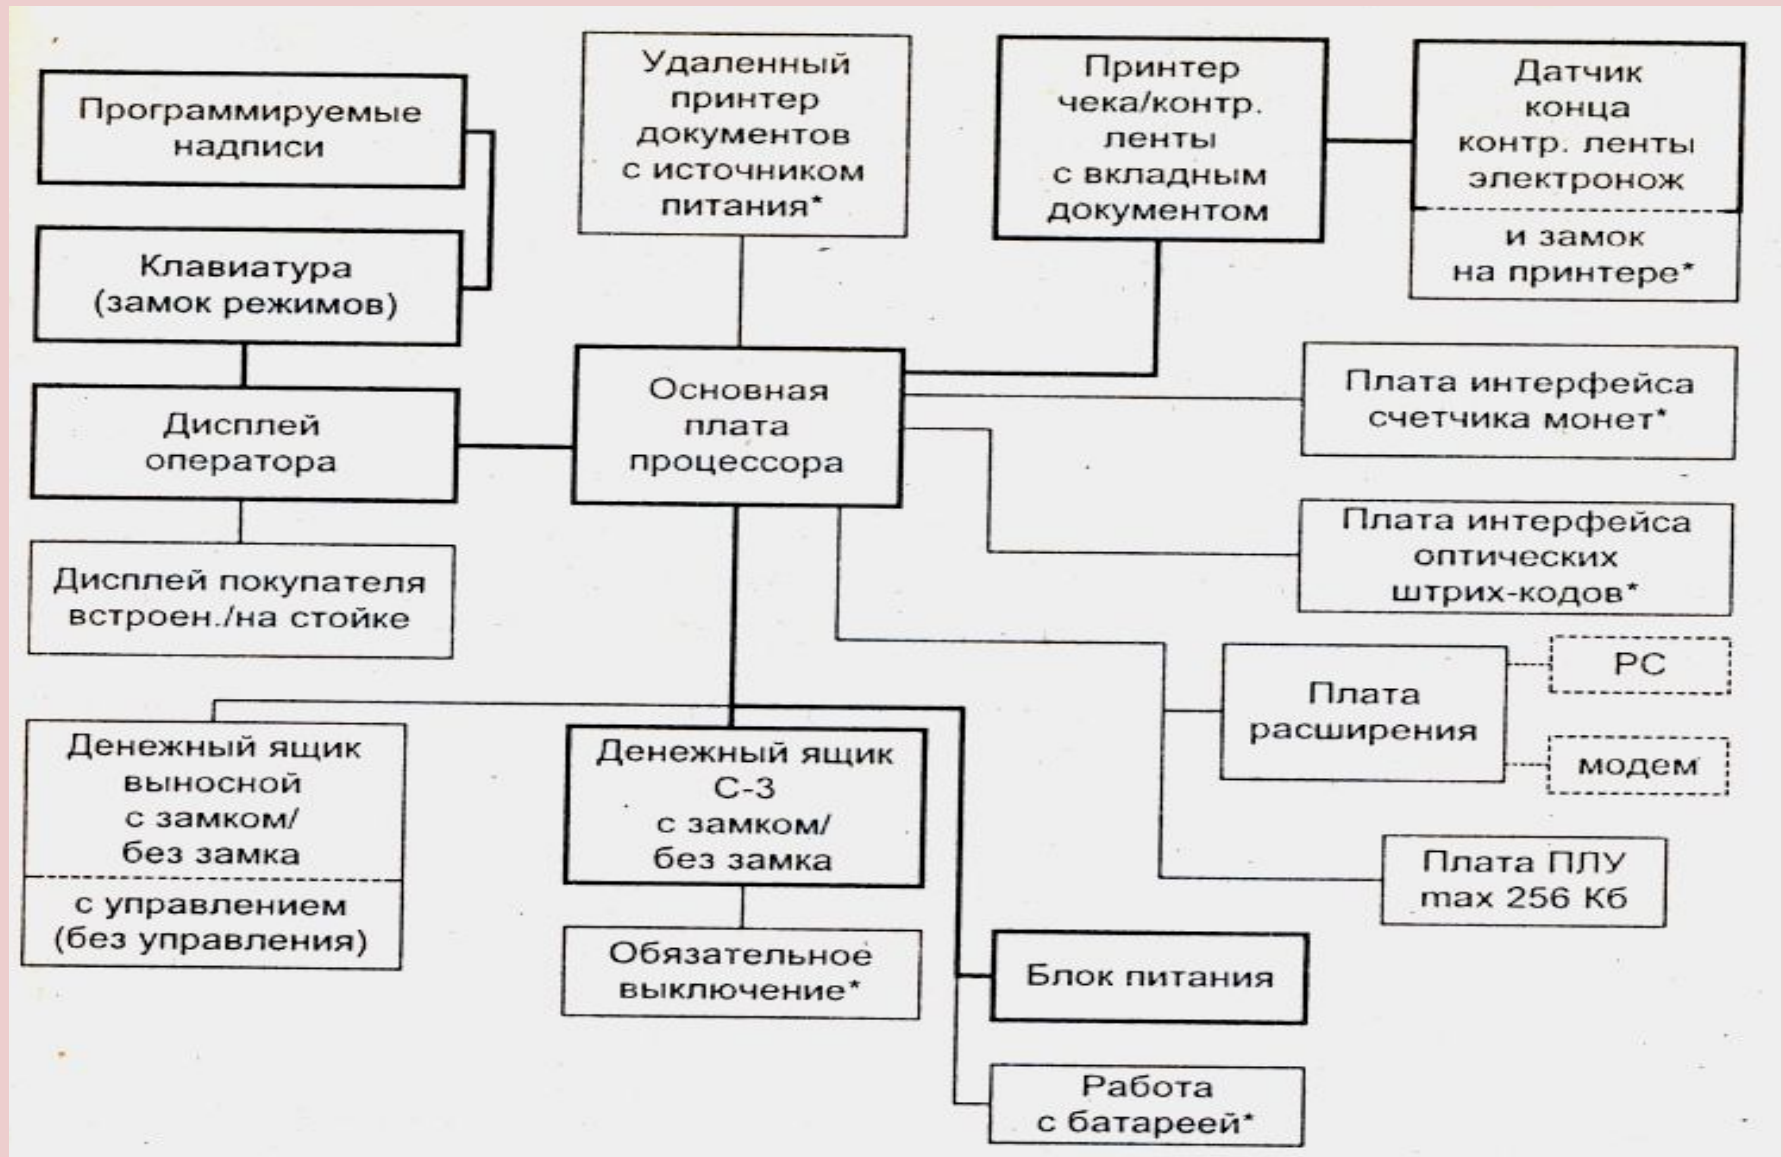 Программируемые
надписи
Клавиатура
(замок режимов)
Дисплей
оператора
Дисплей покупателя
встроен./на стойке
Удаленный
принтер
документов
с источником
питания*
Принтер
чека/контр.
ленты
с вкладным
документом
Датчик
конца
контр. ленты
электронож
и замок
на принтере*
Основная
плата
процессора
Плата интерфейса
счетчика монет*
Плата интерфейса
оптических
штрих-кодов*
Плата
расширения
PC
модем
Плата ПЛУ
max 256 Кб
Денежный ящик
выносной
с замком/
без замка
с управлением
(без управления)
Денежный ящик
С-3
с замком/
без замка
Обязательное
выключение*
Блок питания
Работа
с батареей*